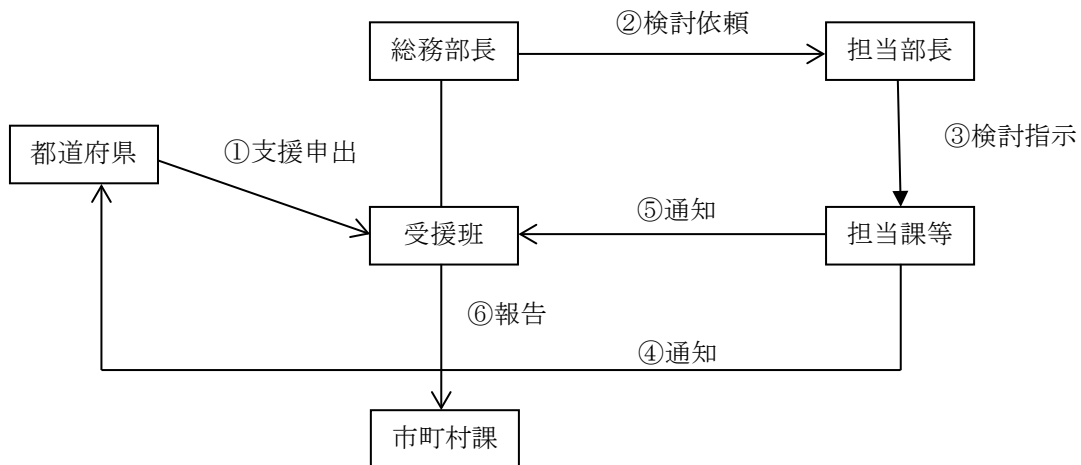 ②検討依頼
総務部長
担当部長
③検討指示
都道府県
①支援申出
⑤通知
受援班
担当課等
⑥報告
④通知
市町村課